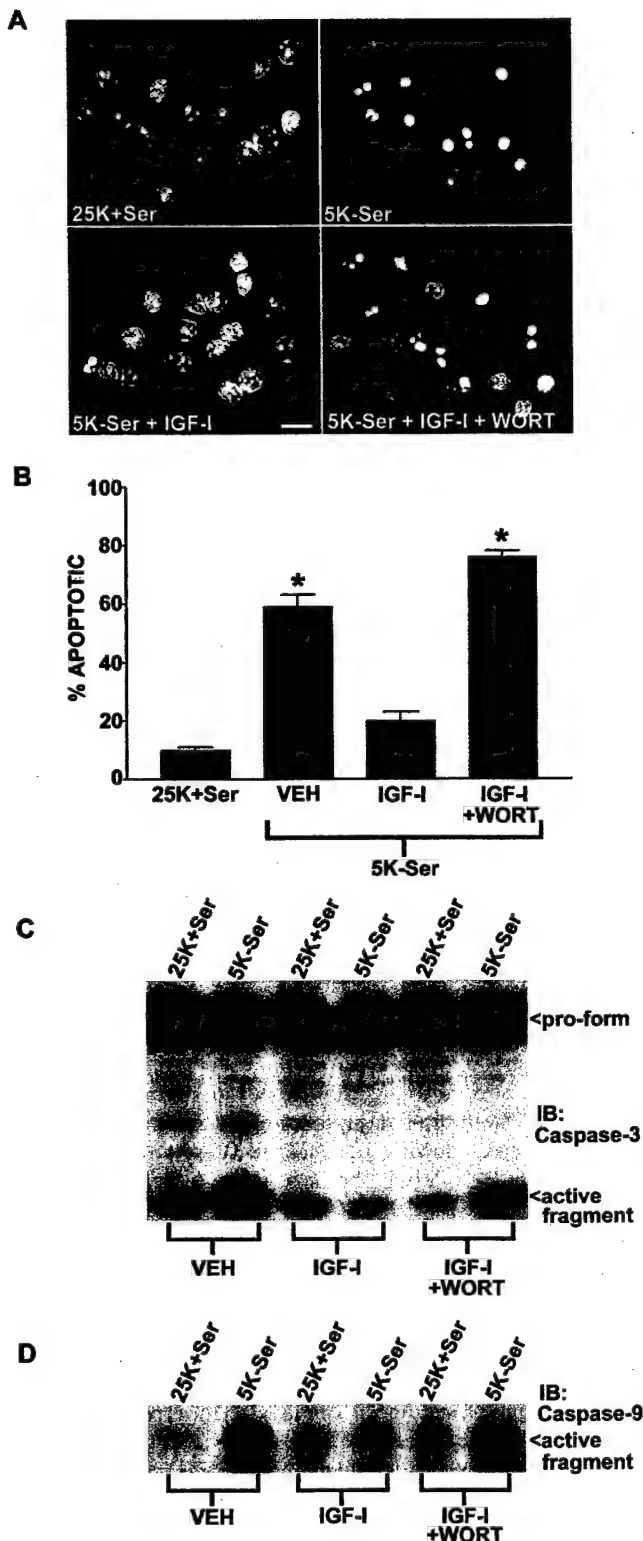 A
25K+Ser
5K-Ser
5K-Ser + IGF-I
5K-Ser + IGF-I + WORT
B
% APOPTOTIC
100
80
60
40
20
0
*
*
25K+Ser
VEH
IGF-I
IGF-I
+WORT
5K-Ser
C
25K+Ser
5K-Ser
25K+Ser
5K-Ser
25K+Ser
5K-Ser
<pro-form
IB:
Caspase-3
<active
fragment
VEH
IGF-I
IGF-I
+WORT
D
25K+Ser
5K-Ser
25K+Ser
5K-Ser
25K+Ser
5K-Ser
IB:
Caspase-9
<active
fragment
VEH
IGF-I
IGF-I
+WORT